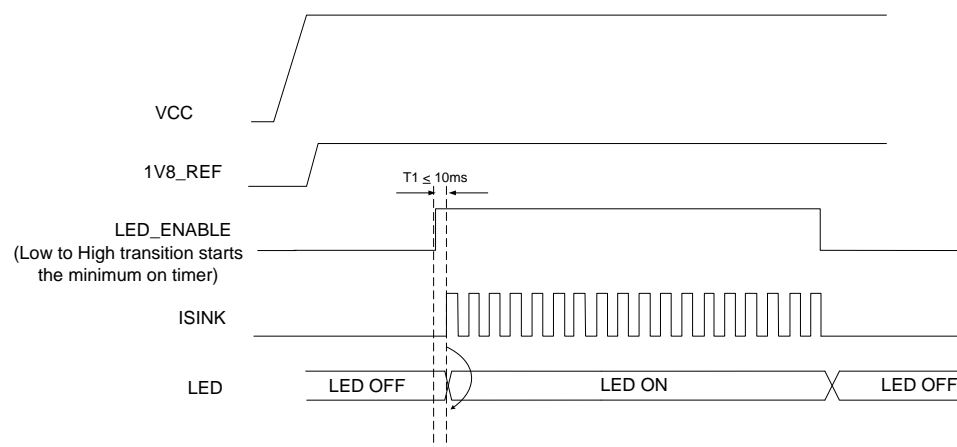 VCC
1V8_REF
T1 ≤ 10ms
LED_ENABLE
(Low to High transition starts
the minimum on timer)
ISINK
LED
LED OFF
LED ON
LED OFF